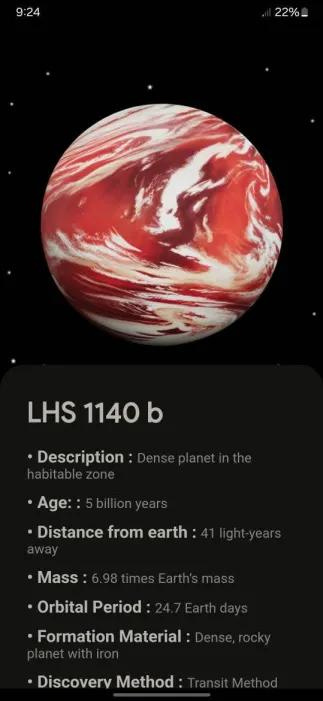 9:24
22%
LHS 1140 b
• Description : Dense planet in the
habitable zone
• Age: : 5 billion years
• Distance from earth : 41 light-years
away
• Mass : 6.98 times Earth's mass
• Orbital Period : 24.7 Earth days
• Formation Material : Dense, rocky
planet with iron
• Discovery Method : Transit Method